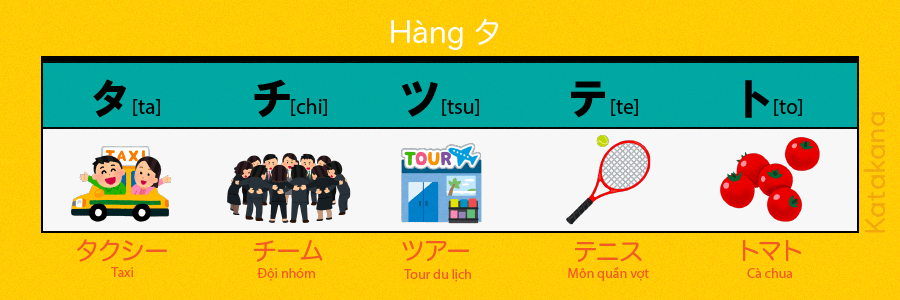 Hàng タ
タ [ta] チ[chi] ツ[tsu] テ[te] ト[to]
TAXI
TOUR
タクシー チーム ツアー テニス トマト
Taxi Đội nhóm Tour du lịch Môn quần vợt Cà chua
Katakana